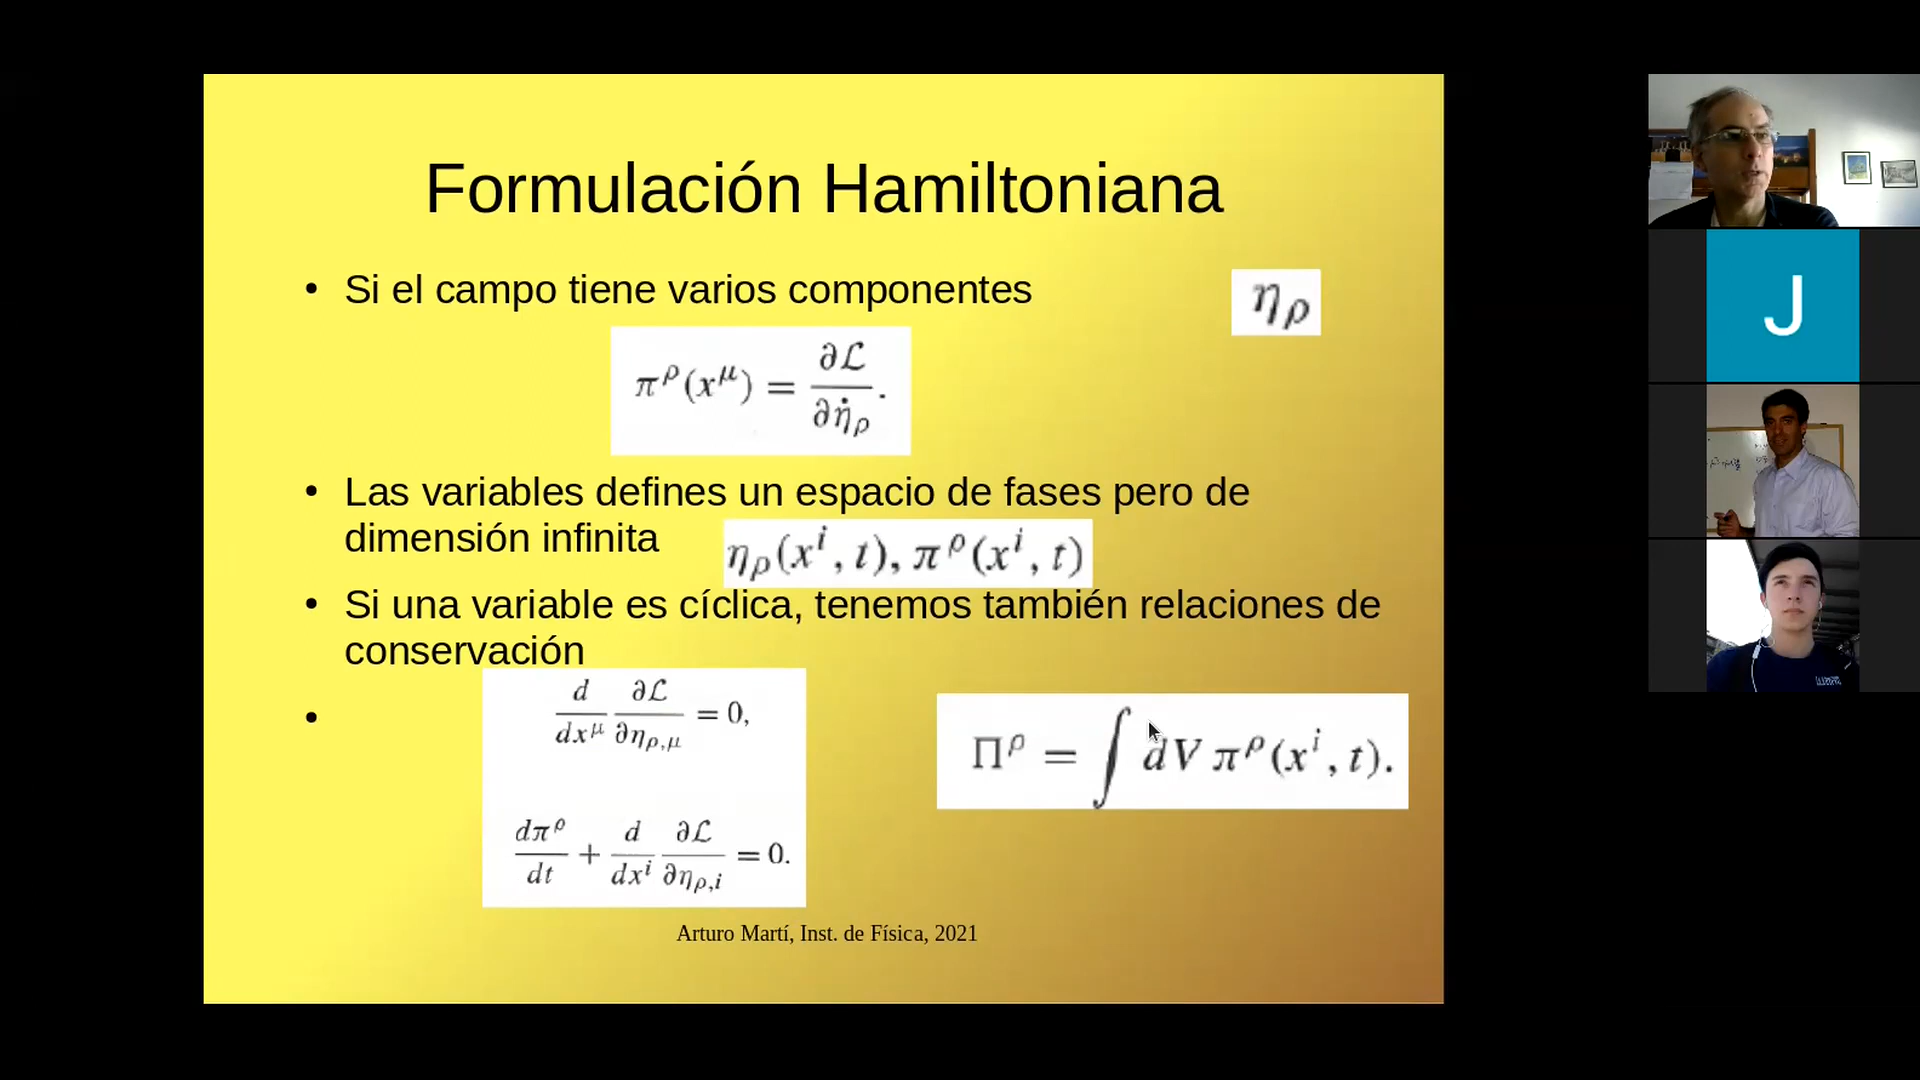 Formulación Hamiltoniana
• Si el campo tiene varios componentes
η_ρ
π^ρ(x^μ) = ∂ℒ/∂η̇_ρ.
• Las variables defines un espacio de fases pero de
dimensión infinita
η_ρ(x^i, t), π^ρ(x^i, t)
• Si una variable es cíclica, tenemos también relaciones de
conservación
•
d/dx^μ ∂ℒ/∂η_ρ,μ = 0,
Π^ρ = ∫ dV π^ρ(x^i, t).
dπ^ρ/dt + d/dx^i ∂ℒ/∂η_ρ,i = 0.
Arturo Martí, Inst. de Física, 2021
J